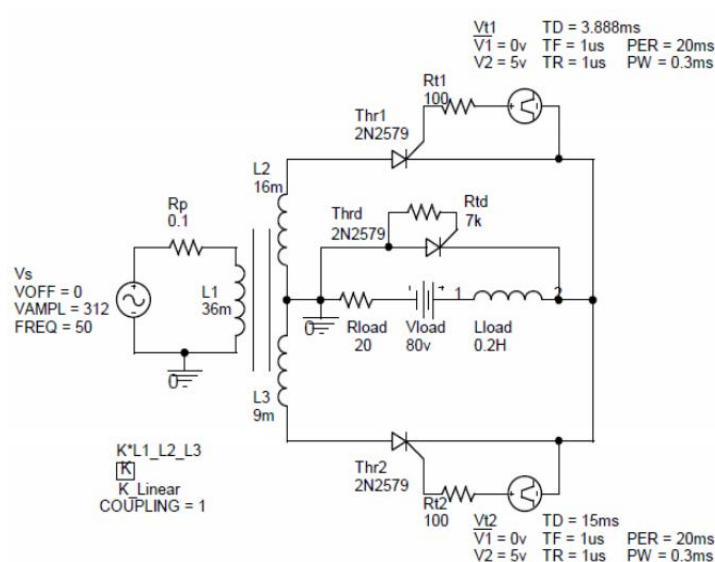 Vt1 TD = 3.888ms
V1 = 0v TF = 1us PER = 20ms
V2 = 5v TR = 1us PW = 0.3ms
Rt1
100
Thr1
2N2579
L2
16m
Rtd
7k
Thrd
2N2579
Rp
0.1
Vs
VOFF = 0
VAMPL = 312
FREQ = 50
L1
36m
1
2
0
Rload
20
Vload
80v
Lload
0.2H
0
L3
9m
K*L1_L2_L3
K
K_Linear
COUPLING = 1
Thr2
2N2579
Rt2
100
Vt2 TD = 15ms
V1 = 0v TF = 1us PER = 20ms
V2 = 5v TR = 1us PW = 0.3ms